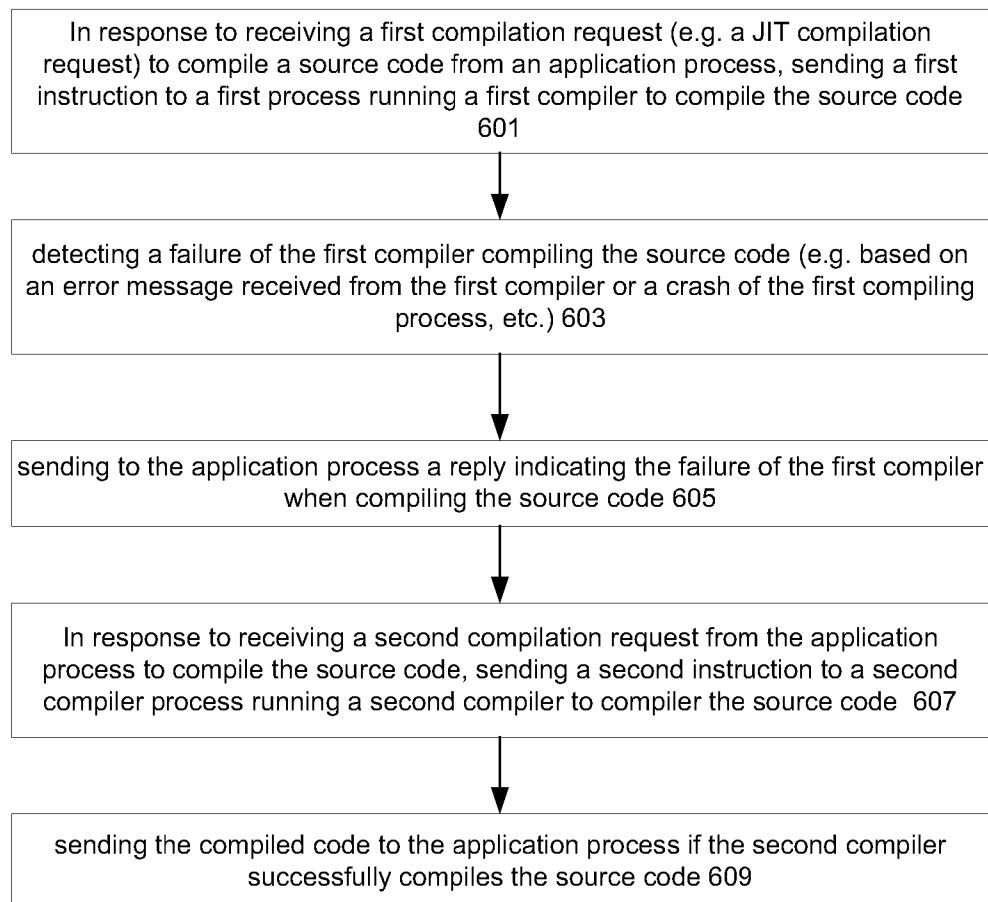 In response to receiving a first compilation request (e.g. a JIT compilation
request) to compile a source code from an application process, sending a first
instruction to a first process running a first compiler to compile the source code
601
detecting a failure of the first compiler compiling the source code (e.g. based on
an error message received from the first compiler or a crash of the first compiling
process, etc.) 603
sending to the application process a reply indicating the failure of the first compiler
when compiling the source code 605
In response to receiving a second compilation request from the application
process to compile the source code, sending a second instruction to a second
compiler process running a second compiler to compiler the source code 607
sending the compiled code to the application process if the second compiler
successfully compiles the source code 609